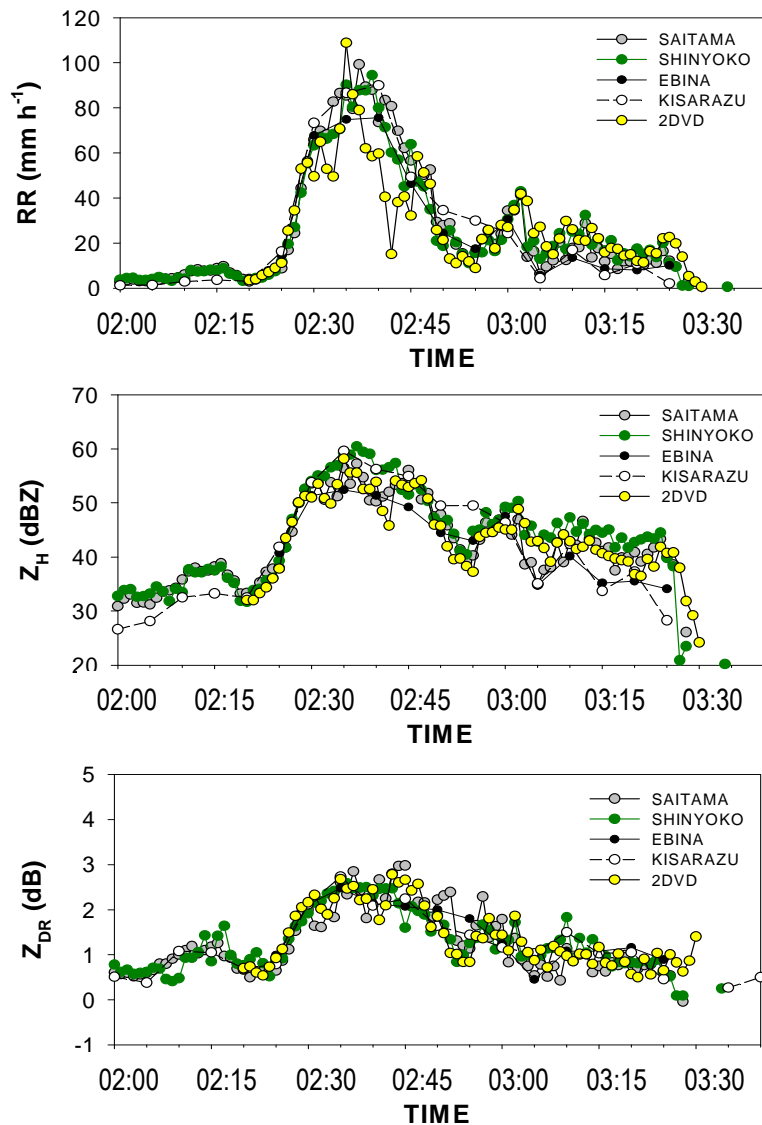 120
100
80
60
40
20
0
RR (mm h-1)
SAITAMA
SHINYOKO
EBINA
KISARAZU
2DVD
02:00 02:15 02:30 02:45 03:00 03:15 03:30
TIME
70
60
50
40
30
20
ZH (dBZ)
SAITAMA
SHINYOKO
EBINA
KISARAZU
2DVD
02:00 02:15 02:30 02:45 03:00 03:15 03:30
TIME
5
4
3
2
1
0
-1
ZDR (dB)
SAITAMA
SHINYOKO
EBINA
KISARAZU
2DVD
02:00 02:15 02:30 02:45 03:00 03:15 03:30
TIME